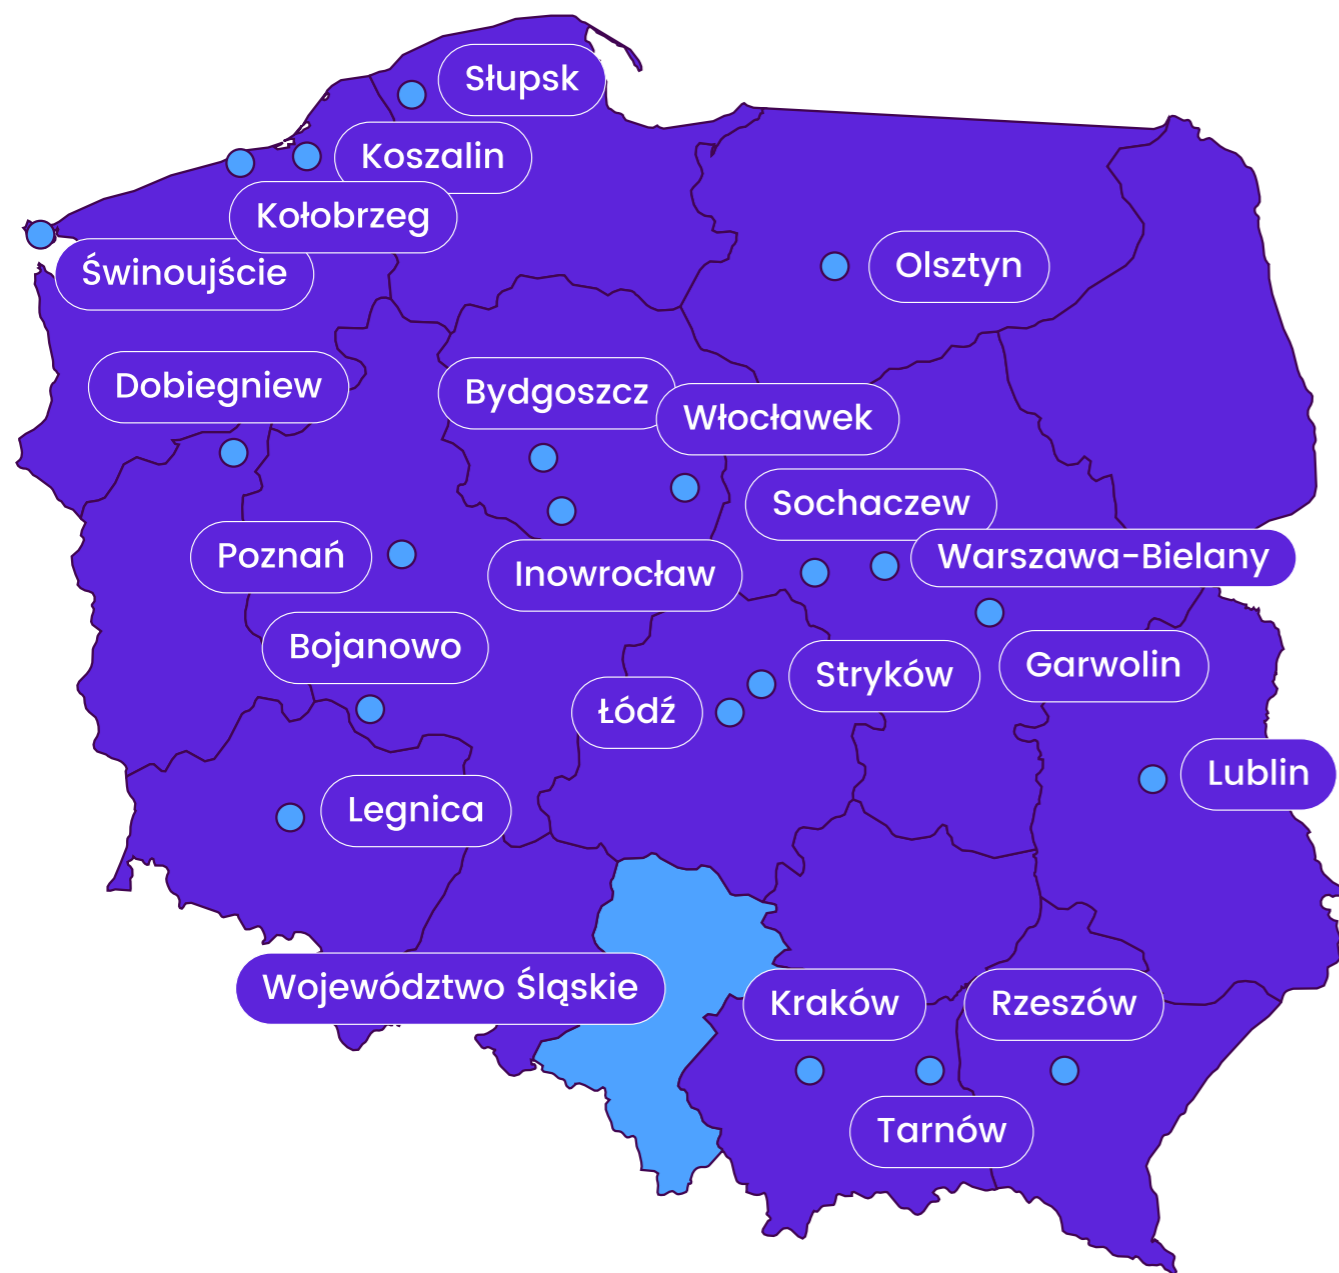 Słupsk
Koszalin
Kołobrzeg
Świnoujście
Olsztyn
Dobiegniew
Bydgoszcz
Włocławek
Sochaczew
Warszawa-Bielany
Poznań
Inowrocław
Bojanowo
Garwolin
Stryków
Łódź
Lublin
Legnica
Województwo Śląskie
Kraków
Rzeszów
Tarnów